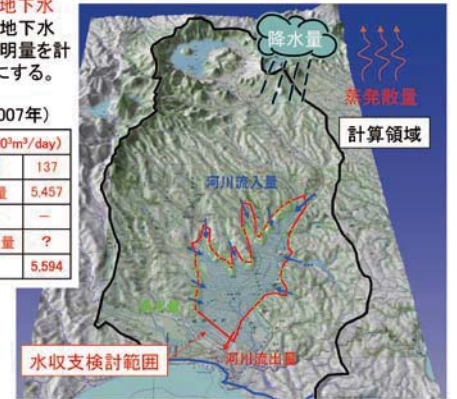 地下水
地下水
明量を計
にする。
007年）
0³m³/day)
137
量 5,457
－
量 ?
5,594
降水量
蒸発散量
計算領域
河川流入量
水収支検討範囲
河川流出量